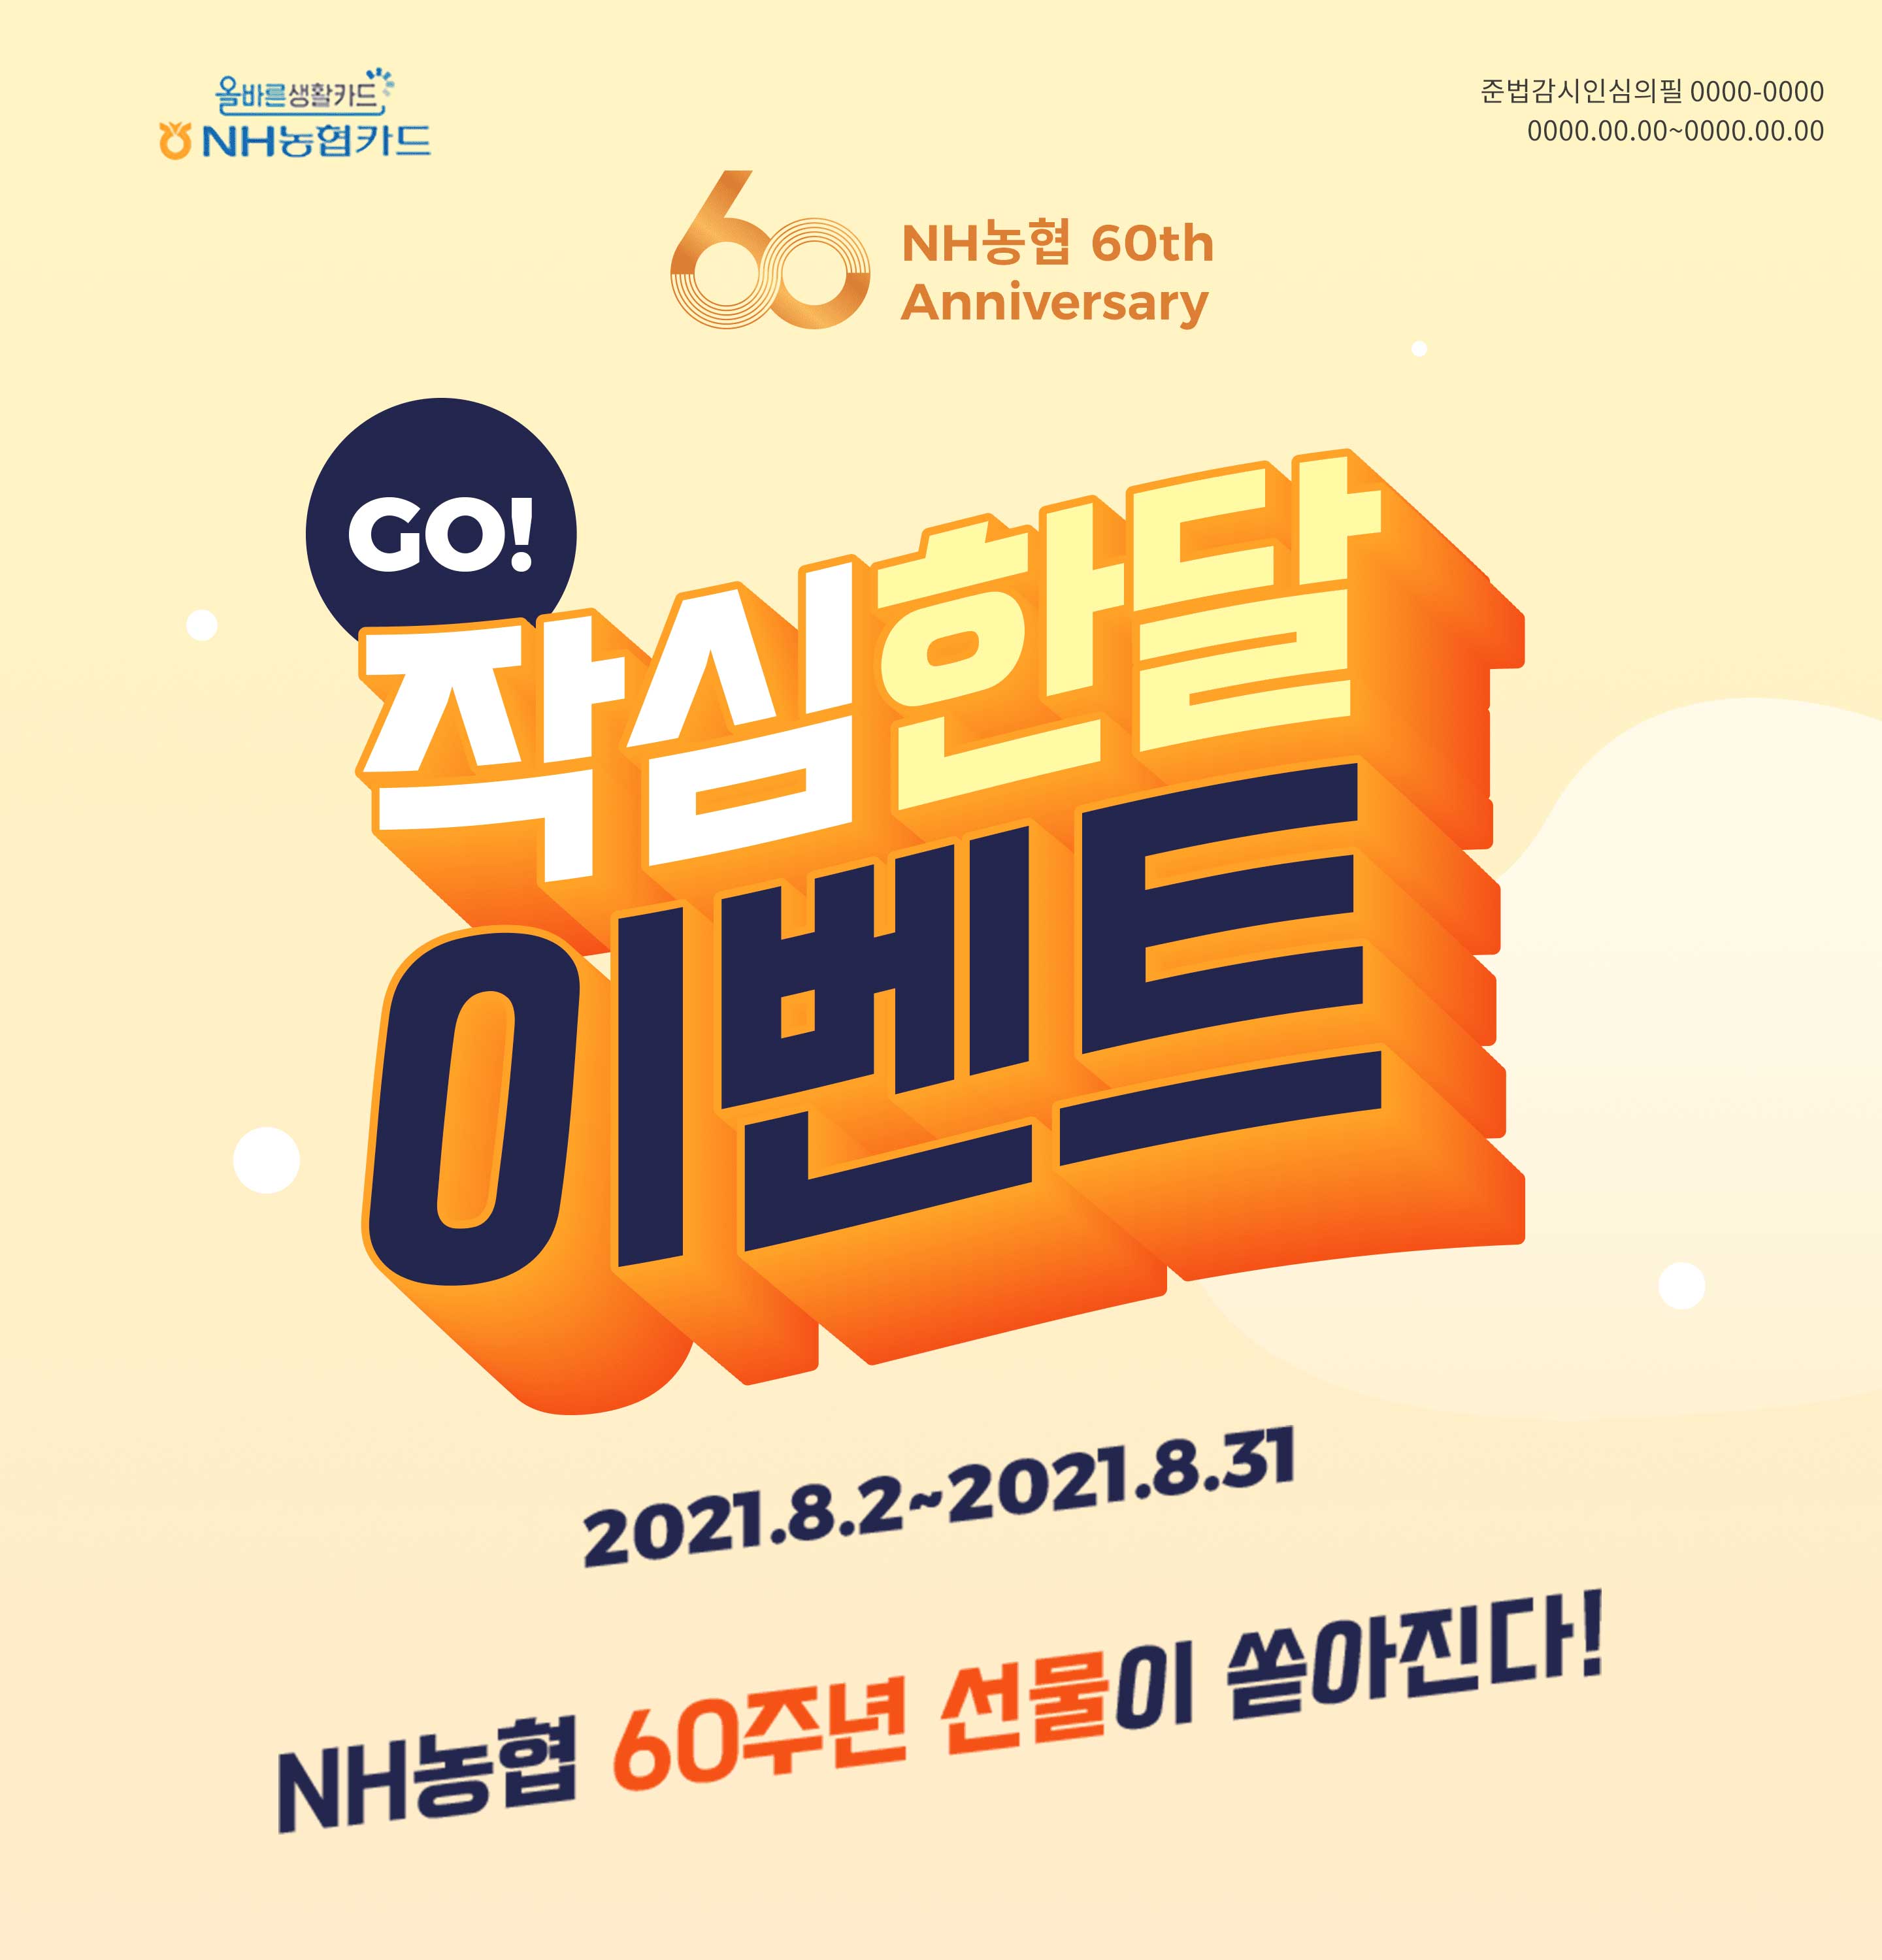 올바른생활카드
NH농협카드
준법감시인심의필 0000-0000
0000.00.00~0000.00.00
60
NH농협 60th
Anniversary
GO!
작심한달
이벤트
2021.8.2~2021.8.31
NH농협 60주년 선물이 쏟아진다!